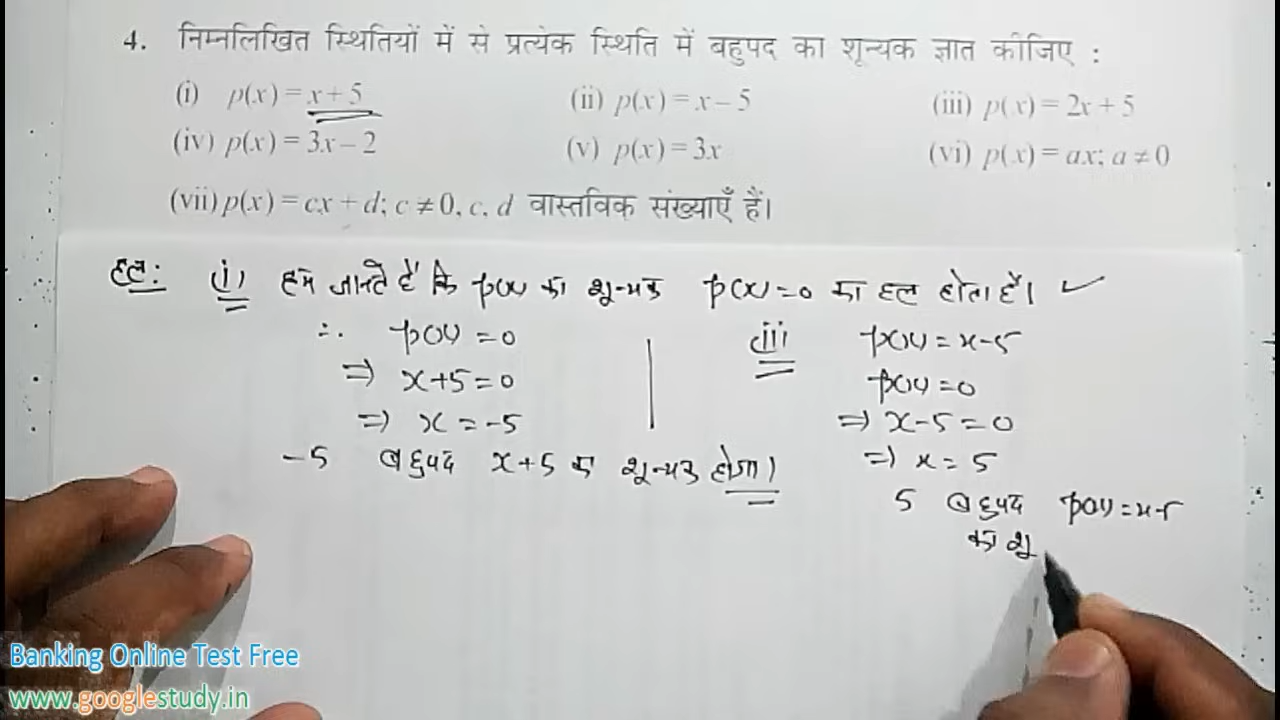 4. निम्नलिखित स्थितियों में से प्रत्येक स्थिति में बहुपद का शून्यक ज्ञात कीजिए :
(i) p(x) = x + 5 (ii) p(x) = x – 5 (iii) p(x) = 2x + 5
(iv) p(x) = 3x – 2 (v) p(x) = 3x (vi) p(x) = ax; a ≠ 0
(vii) p(x) = cx + d; c ≠ 0, c, d वास्तविक संख्याएँ हैं।
हलः (i) हम जानते हैं कि p(x) का शून्यक p(x) = 0 का हल होता है। ✓
∴ p(x) = 0
⇒ x+5 = 0
⇒ x = -5
-5 बहुपद x+5 का शून्यक होगा।
(ii) p(x) = x-5
p(x) = 0
⇒ x-5 = 0
⇒ x = 5
5 बहुपद p(x) = x-5
का शू
Banking Online Test Free
www.googlestudy.in